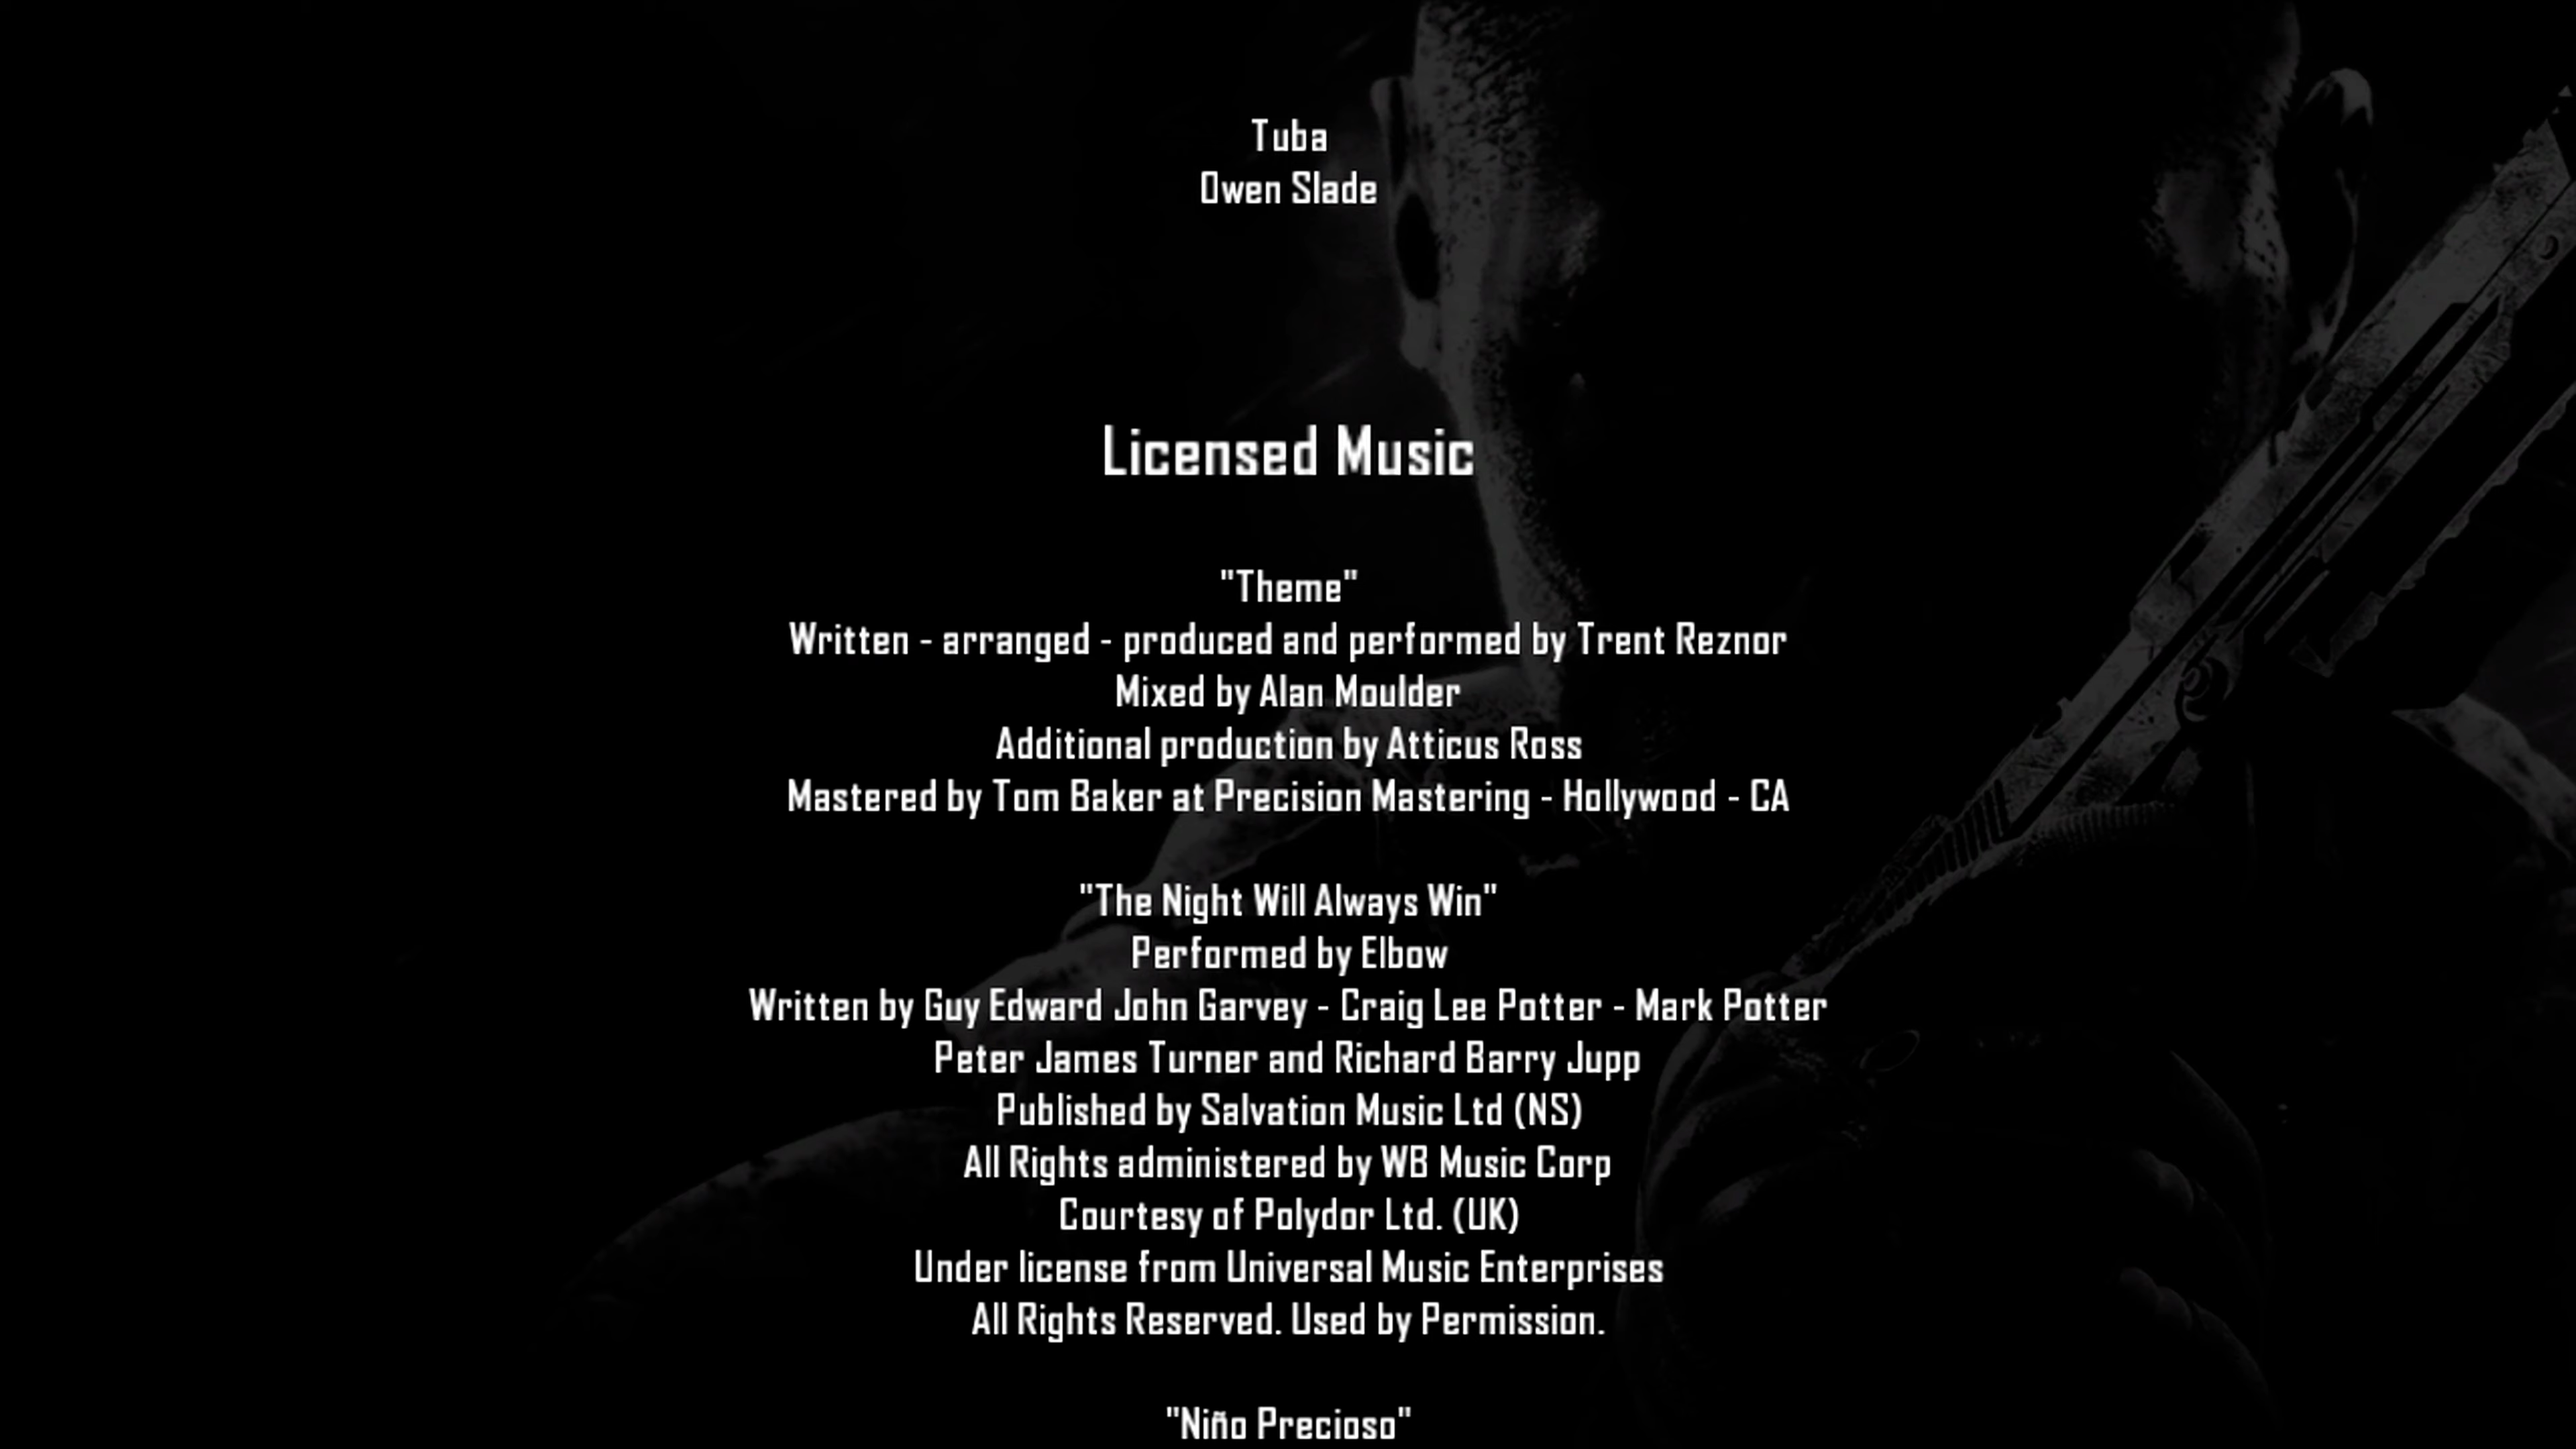 Tuba
Owen Slade
Licensed Music
"Theme"
Written - arranged - produced and performed by Trent Reznor
Mixed by Alan Moulder
Additional production by Atticus Ross
Mastered by Tom Baker at Precision Mastering - Hollywood - CA
"The Night Will Always Win"
Performed by Elbow
Written by Guy Edward John Garvey - Craig Lee Potter - Mark Potter
Peter James Turner and Richard Barry Jupp
Published by Salvation Music Ltd (NS)
All Rights administered by WB Music Corp
Courtesy of Polydor Ltd. (UK)
Under license from Universal Music Enterprises
All Rights Reserved. Used by Permission.
"Niño Precioso"